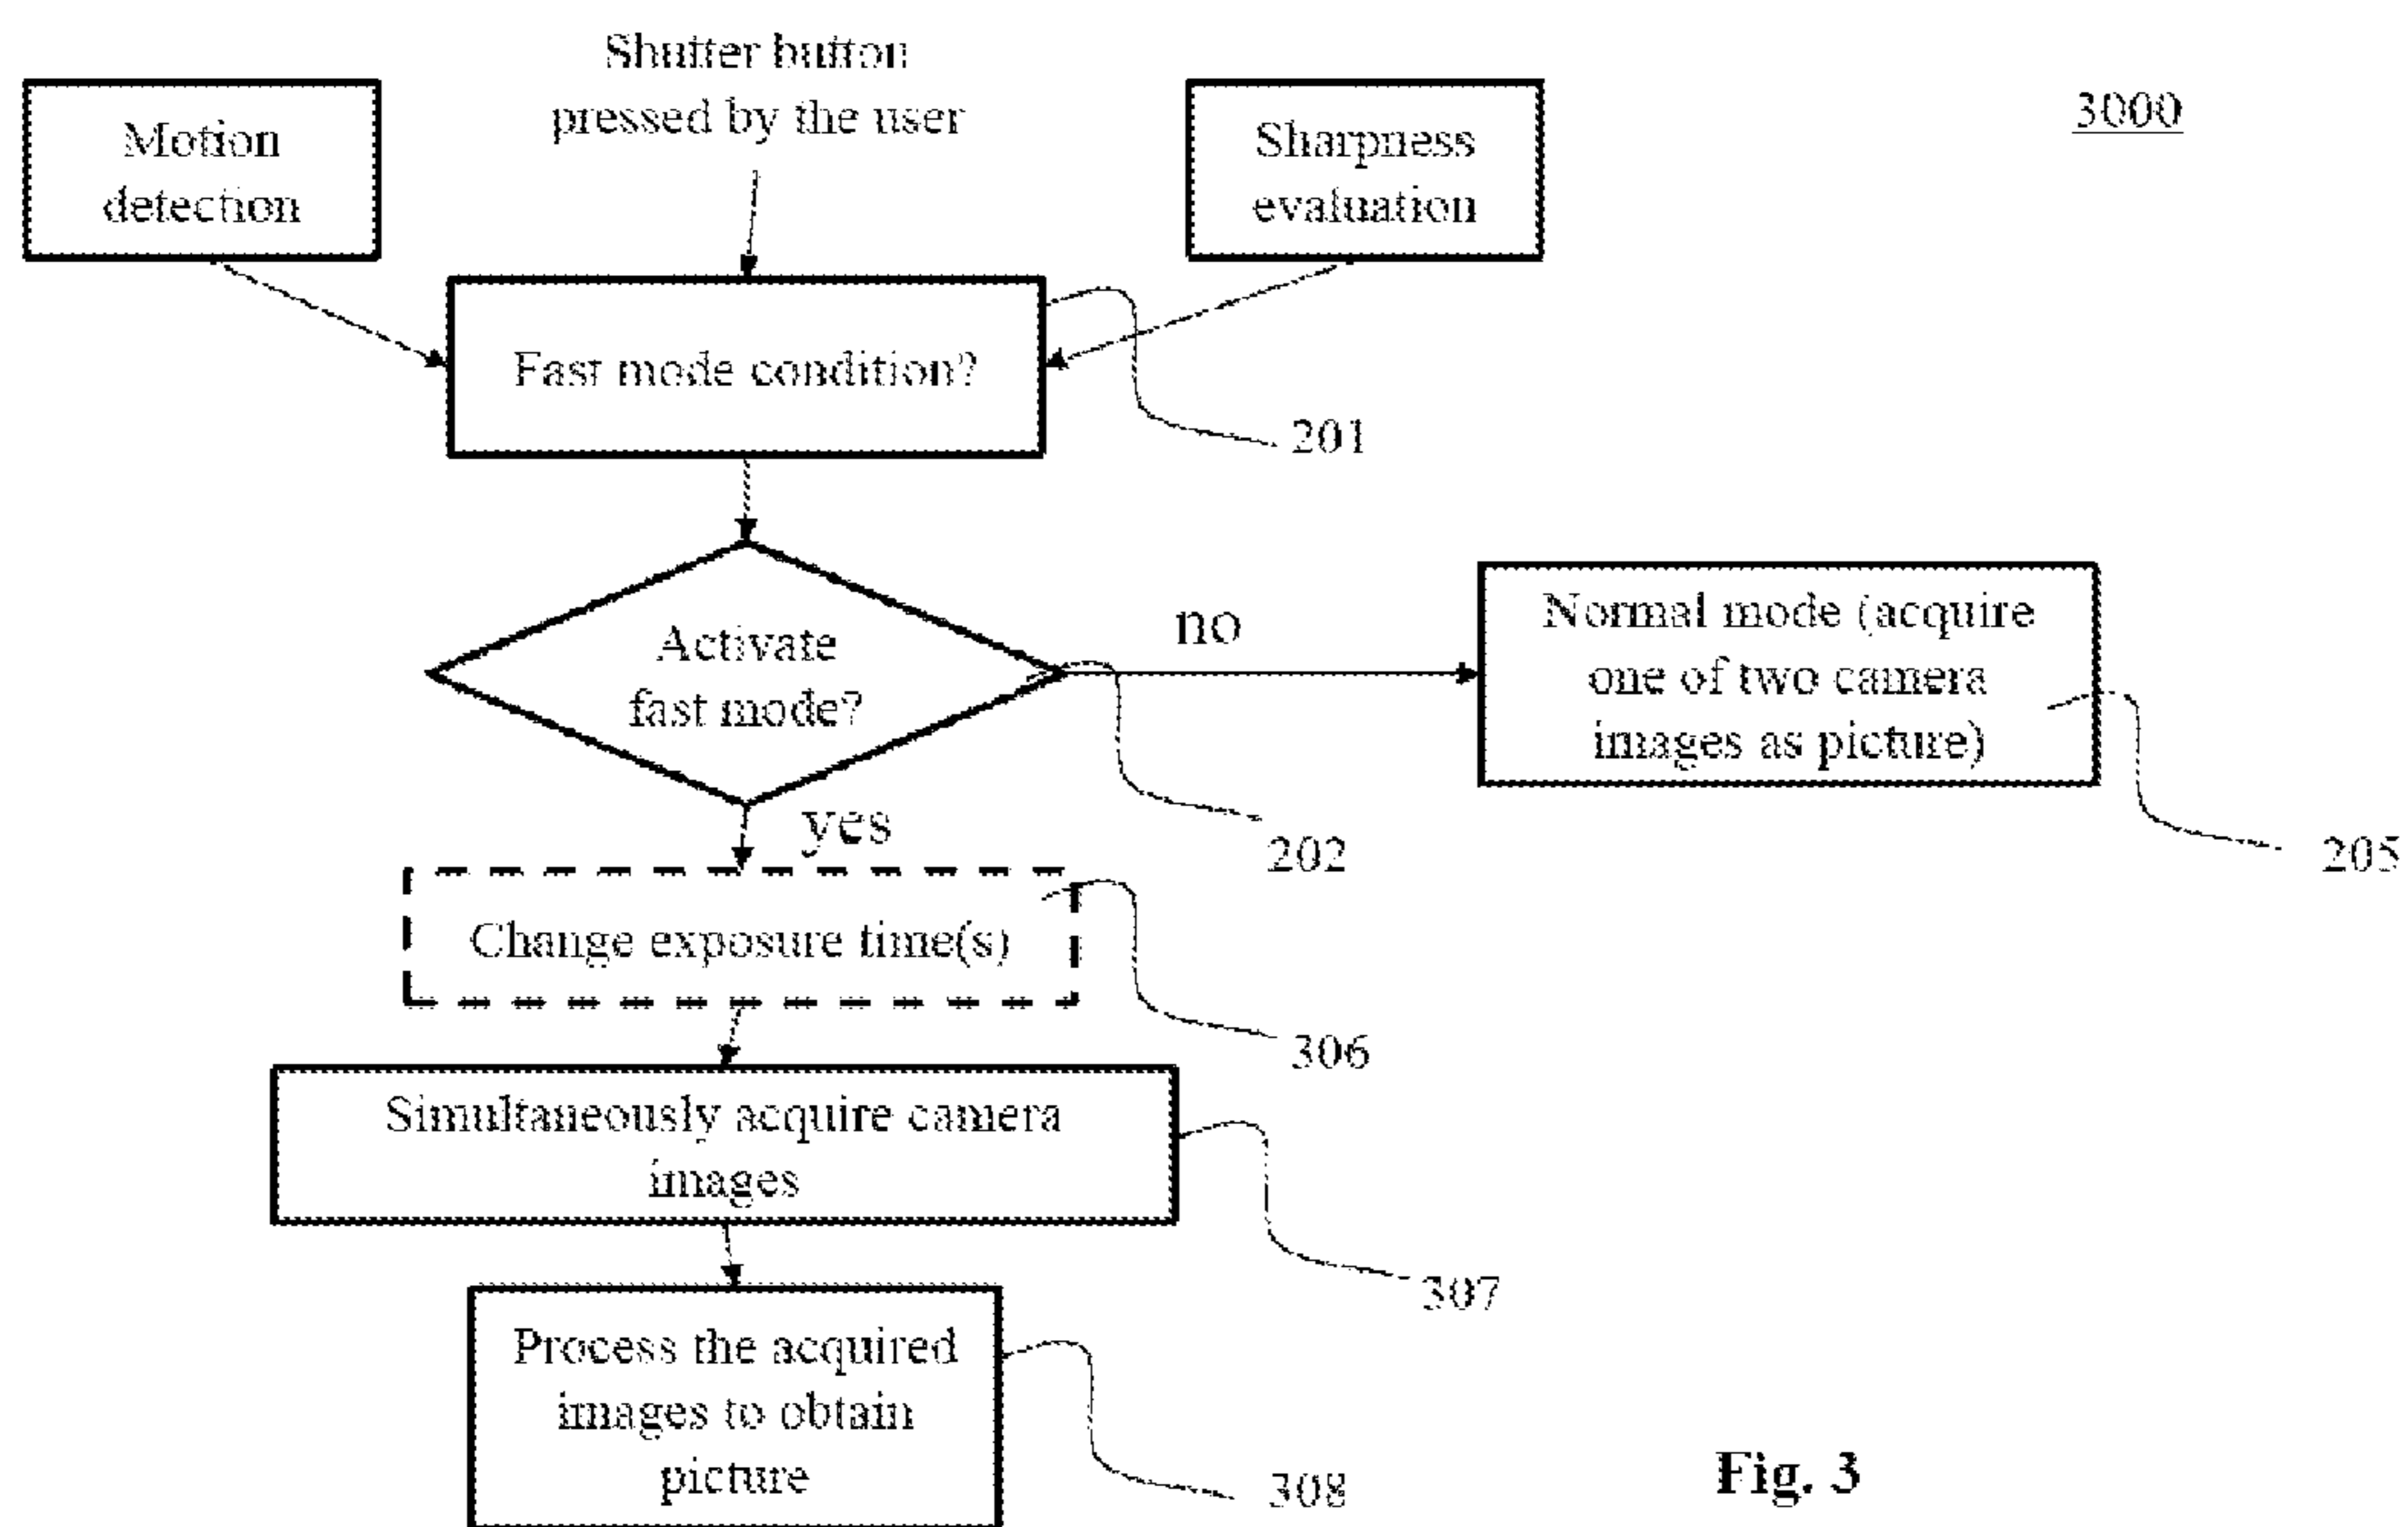 Shutter button
pressed by the user
Motion
detection
Sharpness
evaluation
3000
Fast mode condition?
201
Activate
fast mode?
no
Normal mode (acquire
one of two camera
images as picture)
yes
202
205
Change exposure time(s)
306
Simultaneously acquire camera
images
307
Process the acquired
images to obtain
picture
308
Fig. 3